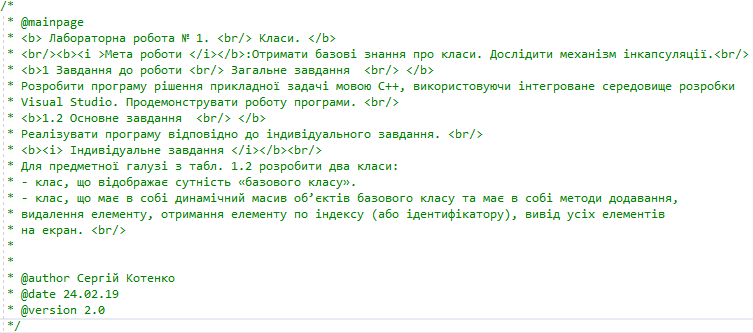 /*
* @mainpage
* <b> Лабораторна робота № 1. <br/> Класи. </b>
* <br/><b><i >Мета роботи </i></b>:Отримати базові знання про класи. Дослідити механізм інкапсуляції.<br/>
* <b>1 Завдання до роботи <br/> Загальне завдання  <br/> </b>
* Розробити програму рішення прикладної задачі мовою С++, використовуючи інтегроване середовище розробки
* Visual Studio. Продемонструвати роботу програми. <br/>
* <b>1.2 Основне завдання  <br/> </b>
* Реалізувати програму відповідно до індивідуального завдання. <br/>
* <b><i> Індивідуальне завдання </i></b><br/>
* Для предметної галузі з табл. 1.2 розробити два класи:
* - клас, що відображає сутність «базового класу».
* - клас, що має в собі динамічний масив об’єктів базового класу та має в собі методи додавання,
* видалення елементу, отримання елементу по індексу (або ідентифікатору), вивід усіх елементів
* на екран. <br/>
*
*
* @author Сергій Котенко
* @date 24.02.19
* @version 2.0
*/